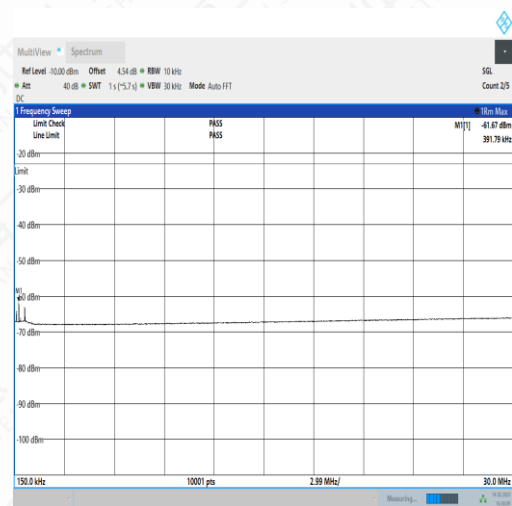 MultiView Spectrum
Ref Level -10.00 dBm Offset 4.54 dB RBW 10 kHz SGL
Att 40 dB SWT 1 s (~5.7 s) VBW 30 kHz Mode Auto FFT Count 2/5
DC
1 Frequency Sweep 1Rm Max
Limit Check PASS M1[1] -61.67 dBm
Line Limit PASS 391.79 kHz
-20 dBm
Limit
-30 dBm
-40 dBm
-50 dBm
M1
-60 dBm
-70 dBm
-80 dBm
-90 dBm
-100 dBm
150.0 kHz 10001 pts 2.99 MHz/ 30.0 MHz
Measuring...